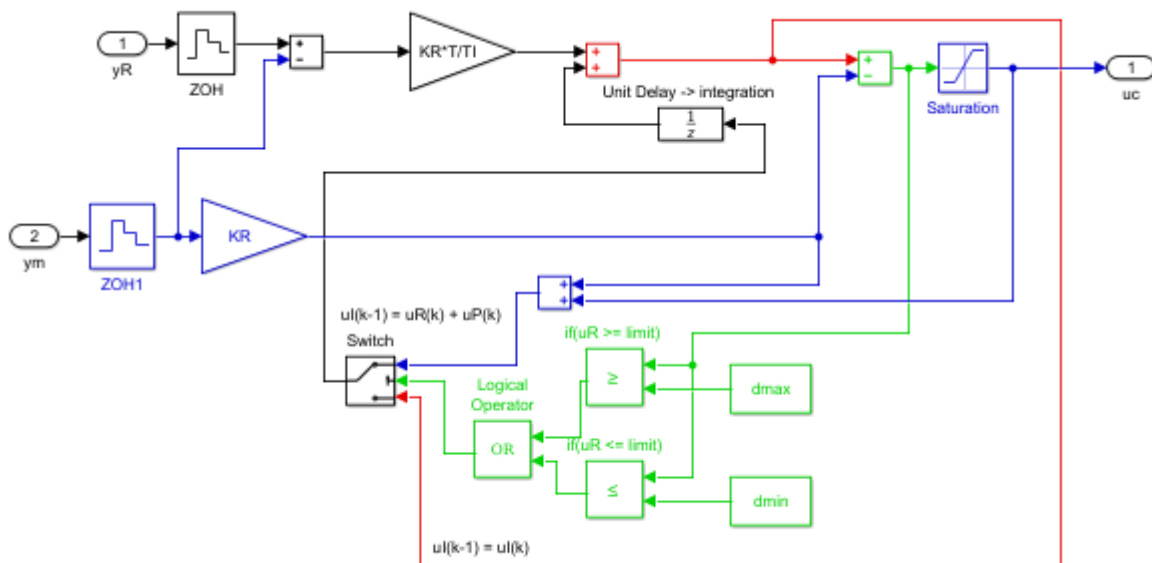 1
yR
ZOH
+
-
KR*T/TI
+
+
Unit Delay -> integration
1
z
+
-
Saturation
1
uc
2
ym
ZOH1
KR
+
+
uI(k-1) = uR(k) + uP(k)
Switch
if(uR >= limit)
≥
dmax
Logical
Operator
OR
if(uR <= limit)
≤
dmin
uI(k-1) = uI(k)